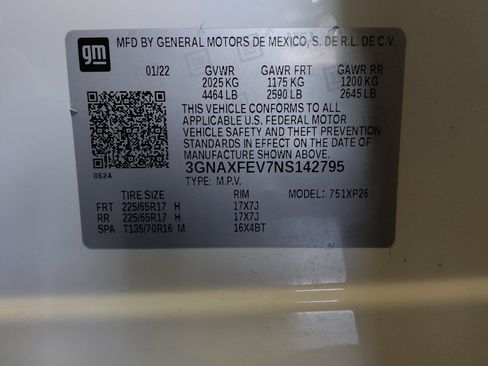 gm MFD BY GENERAL MOTORS DE MEXICO, S. DE R.L. DE C.V.
01/22 GVWR GAWR FRT GAWR RR
2025 KG 1175 KG 1200 KG
4464 LB 2590 LB 2645 LB
THIS VEHICLE CONFORMS TO ALL
APPLICABLE U.S. FEDERAL MOTOR
VEHICLE SAFETY AND THEFT PREVENTION
STANDARDS IN EFFECT ON THE DATE OF
MANUFACTURE SHOWN ABOVE.
8624
3GNAXFEV7NS142795
TYPE: M.P.V. MODEL: 751XP26
TIRE SIZE RIM
FRT 225/65R17 H 17X7J
RR 225/65R17 H 17X7J
SPA T135/70R16 M 16X4BT